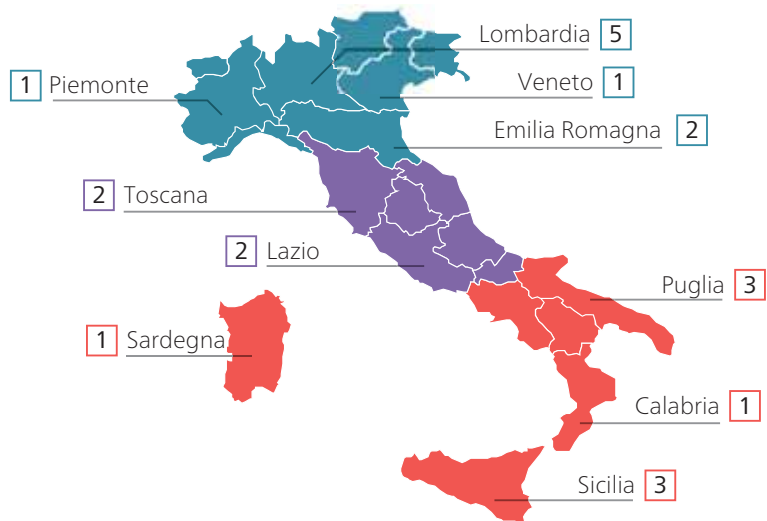 Lombardia 5
1 Piemonte
Veneto 1
Emilia Romagna 2
2 Toscana
2 Lazio
Puglia 3
1 Sardegna
Calabria 1
Sicilia 3